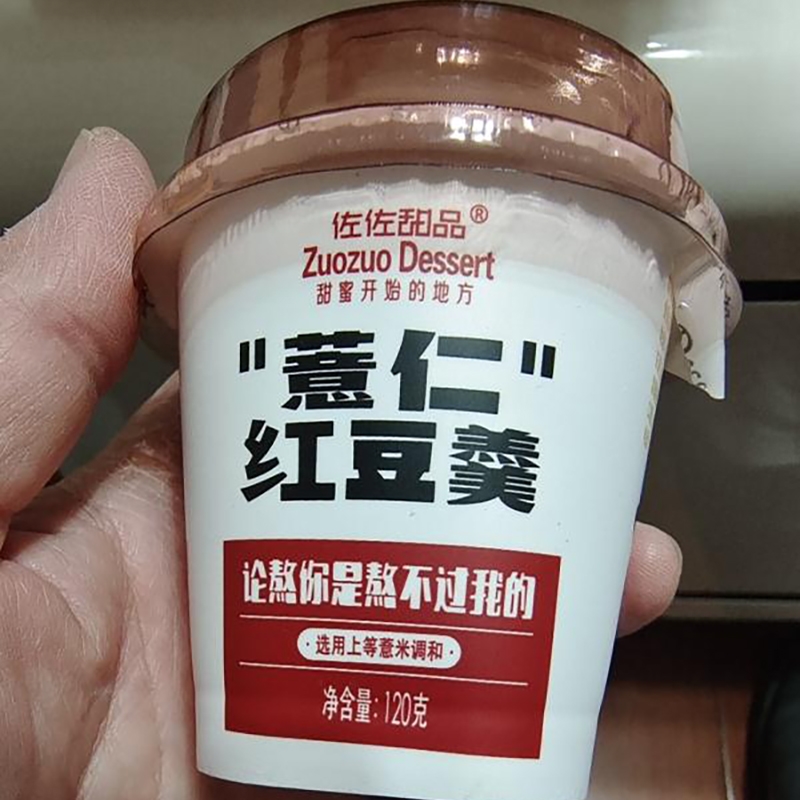 佐佐甜品®
Zuozuo Dessert
甜蜜开始的地方
"薏仁"
红豆羹
论熬你是熬不过我的
·选用上等薏米调和·
净含量:120克